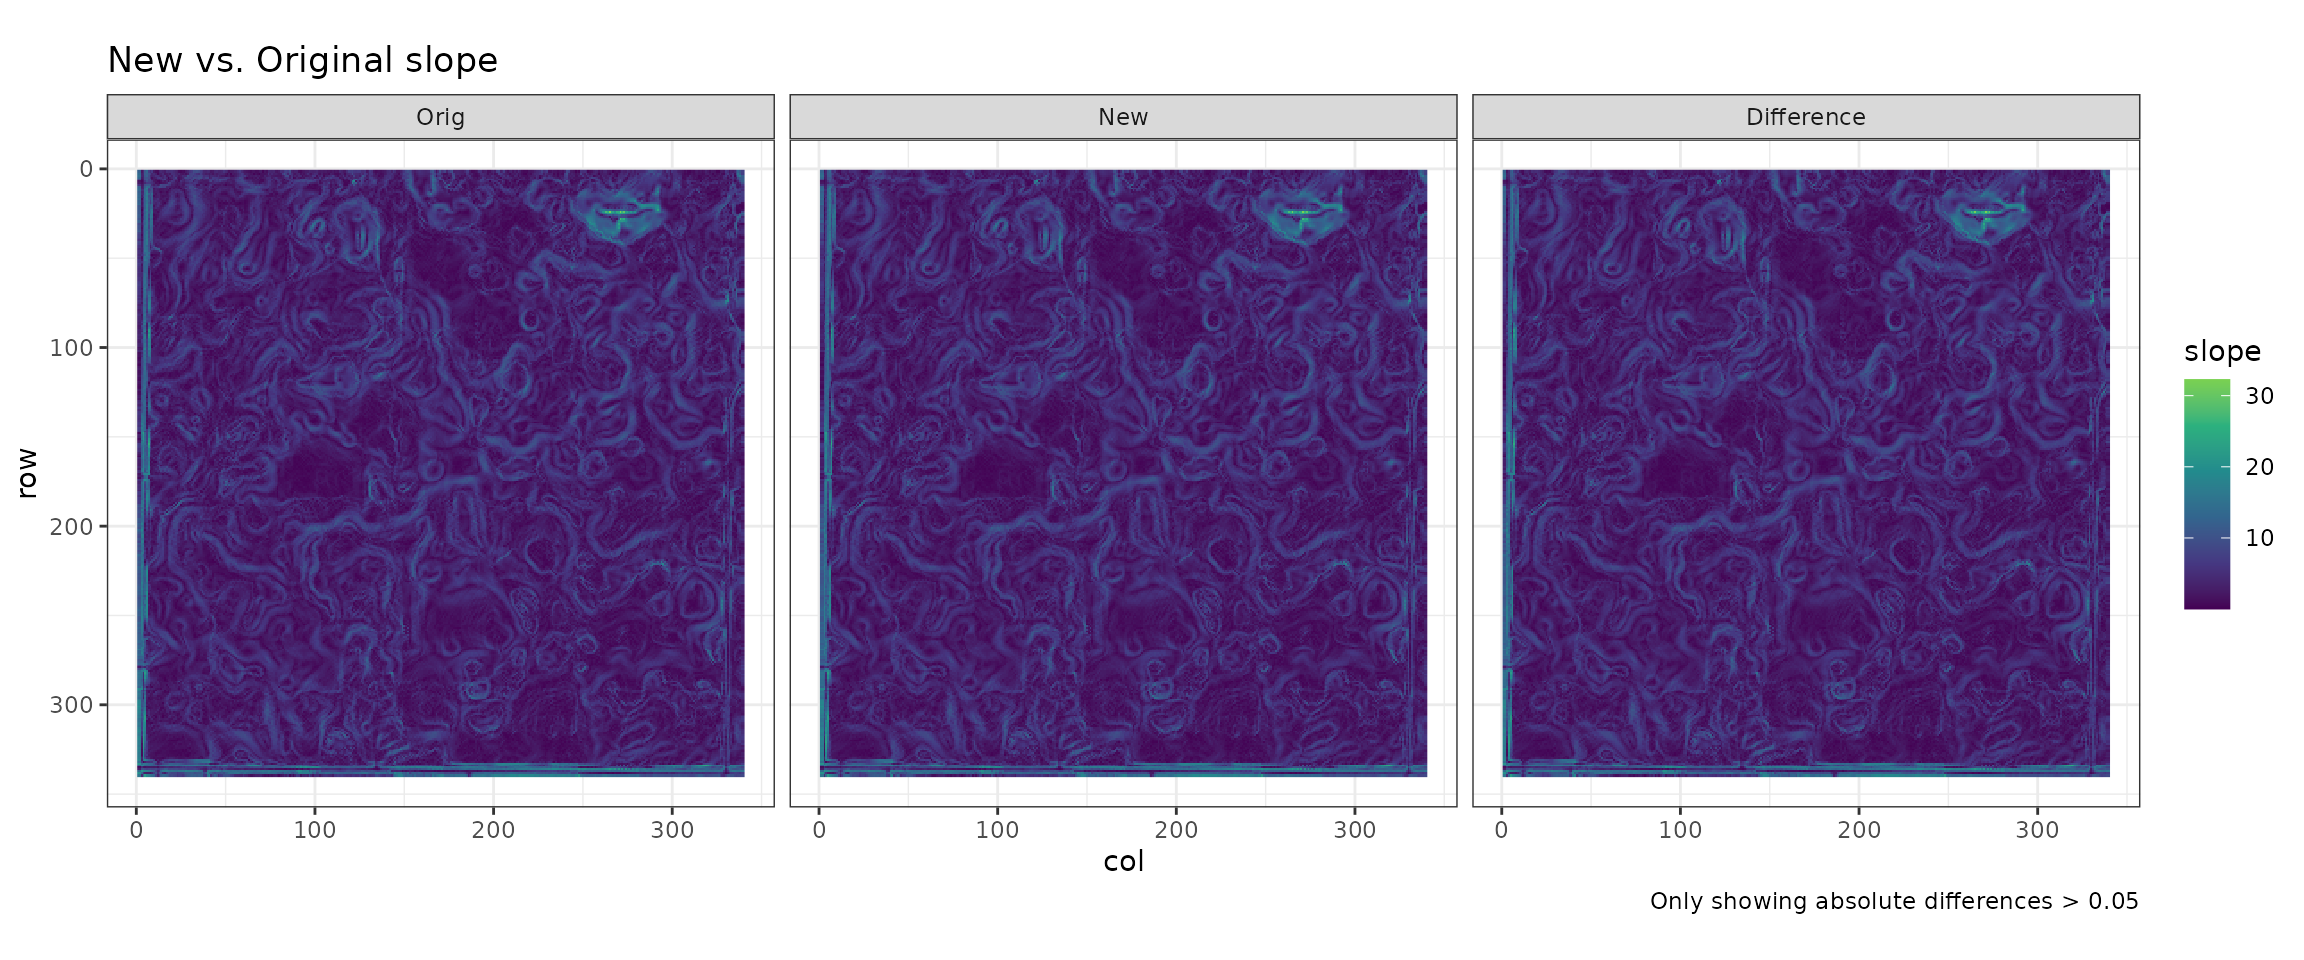 New vs. Original slope
Orig
New
Difference
0
100
200
300
row
0 100 200 300
0 100 200 300
0 100 200 300
col
slope
30
20
10
Only showing absolute differences > 0.05